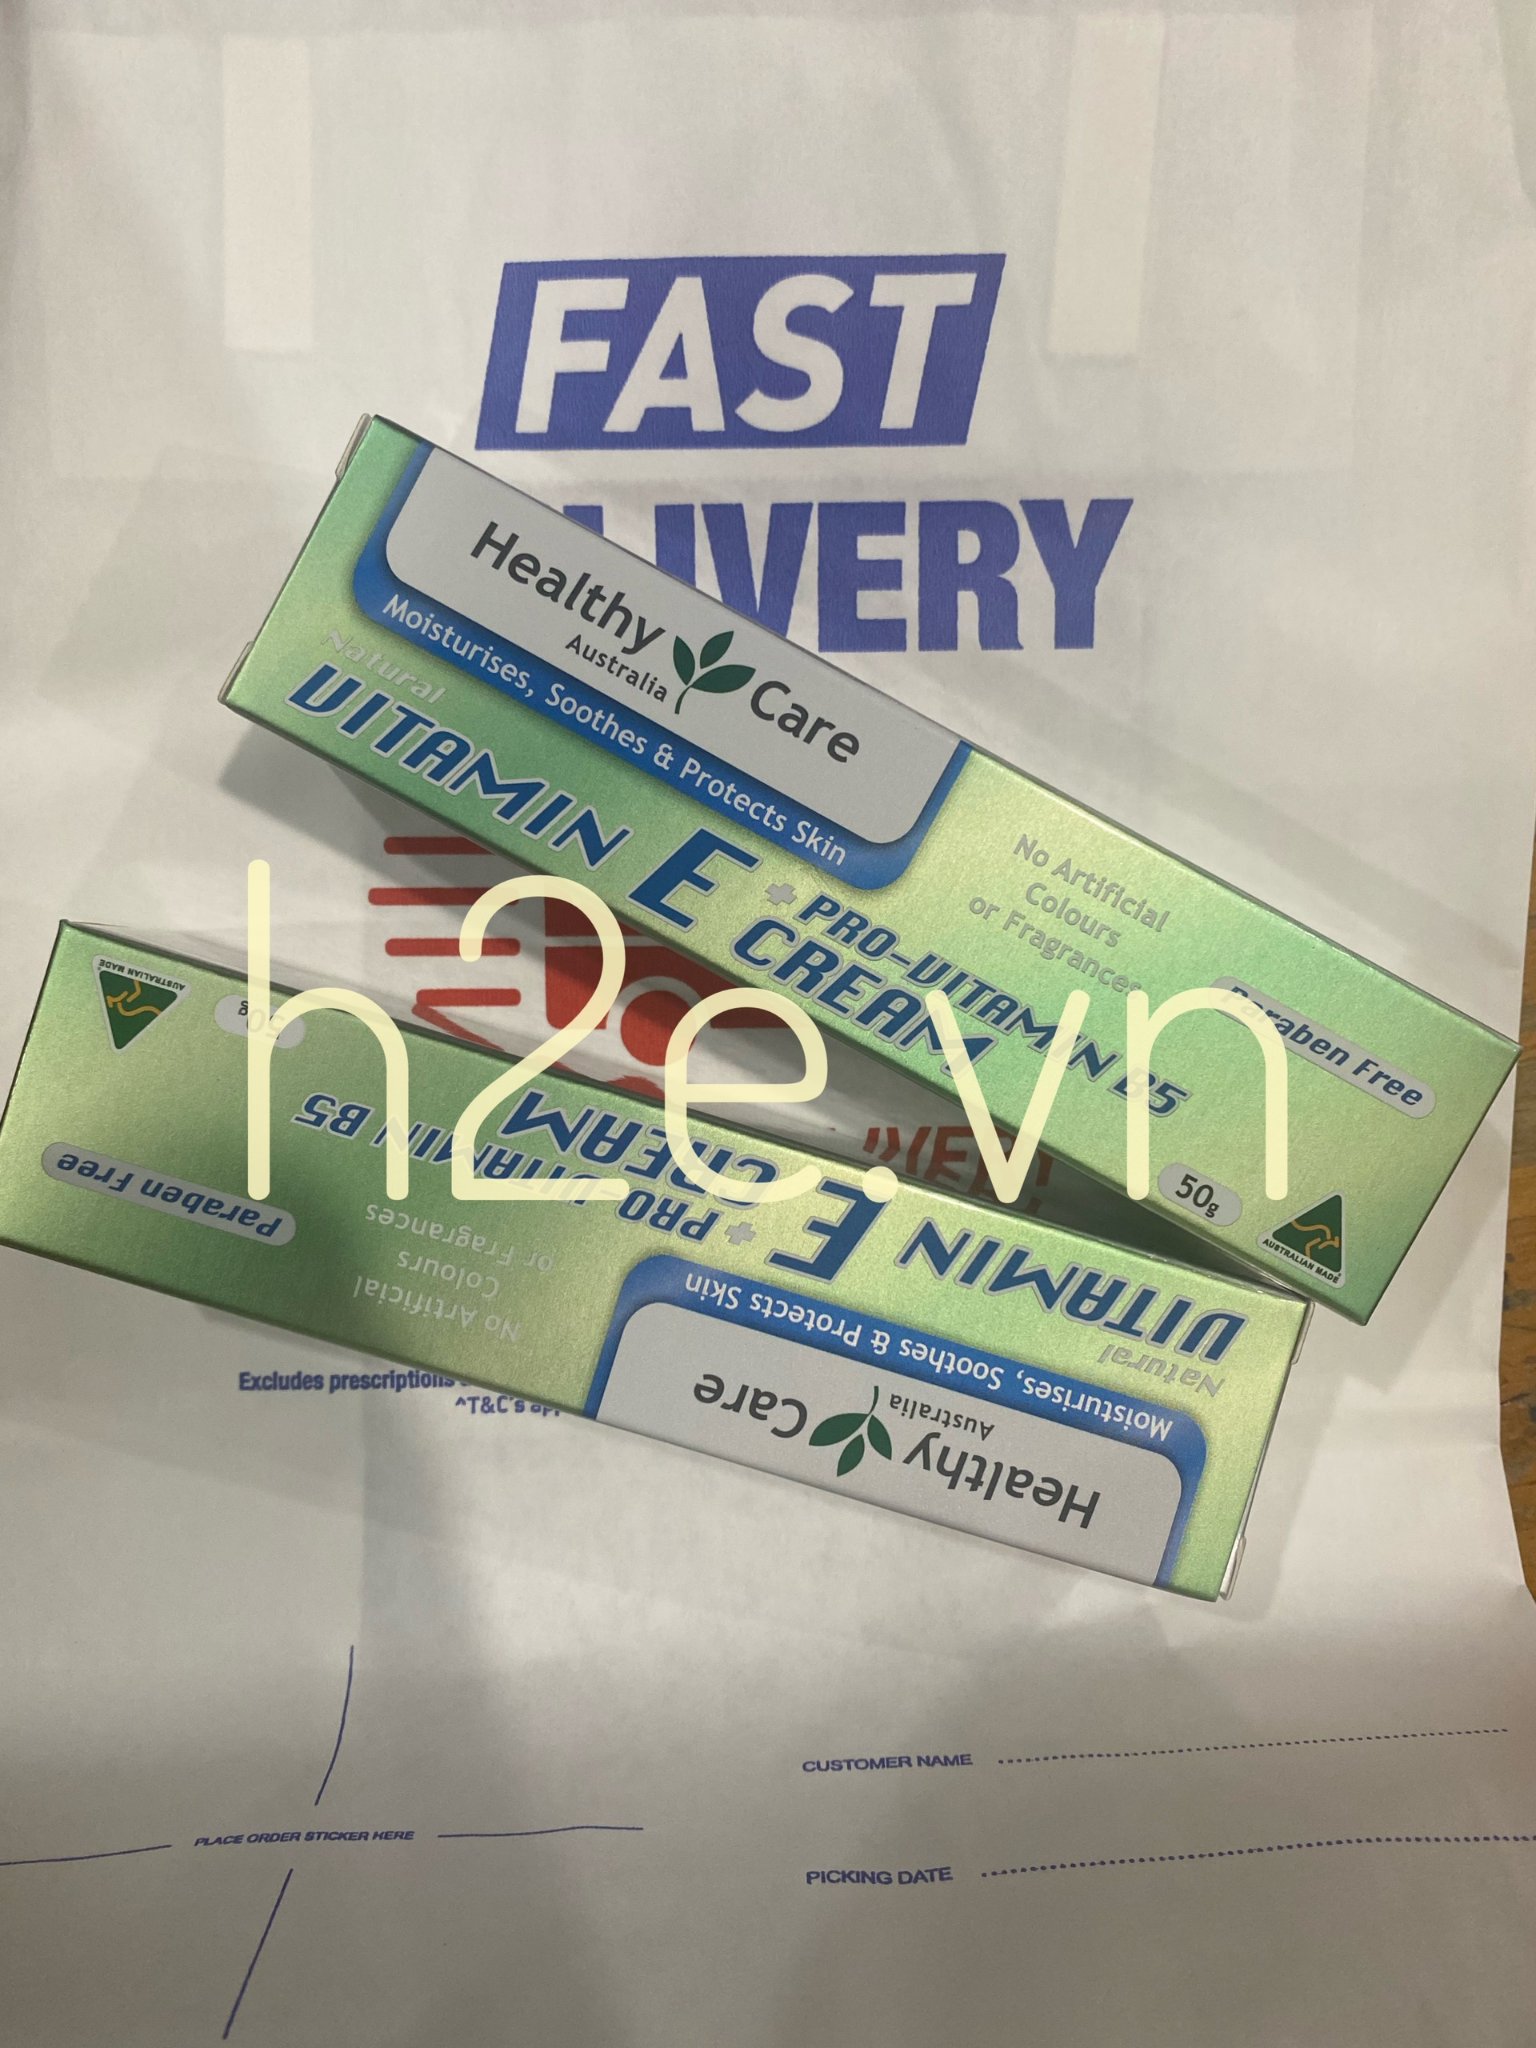 FAST
LIVERY
Healthy Care
Australia
Moisturises, Soothes & Protects Skin
Natural
VITAMIN E + PRO-VITAMIN B5
CREAM
No Artificial
Colours
or Fragrances
Paraben Free
50g
AUSTRALIAN MADE
h2e.vn
AUSTRALIAN MADE
50g
Paraben Free
No Artificial
Colours
or Fragrances
Natural
VITAMIN E + PRO-VITAMIN B5
CREAM
Moisturises, Soothes & Protects Skin
Healthy Care
Australia
Excludes prescriptions
^T&C's
CUSTOMER NAME
PLACE ORDER STICKER HERE
PICKING DATE